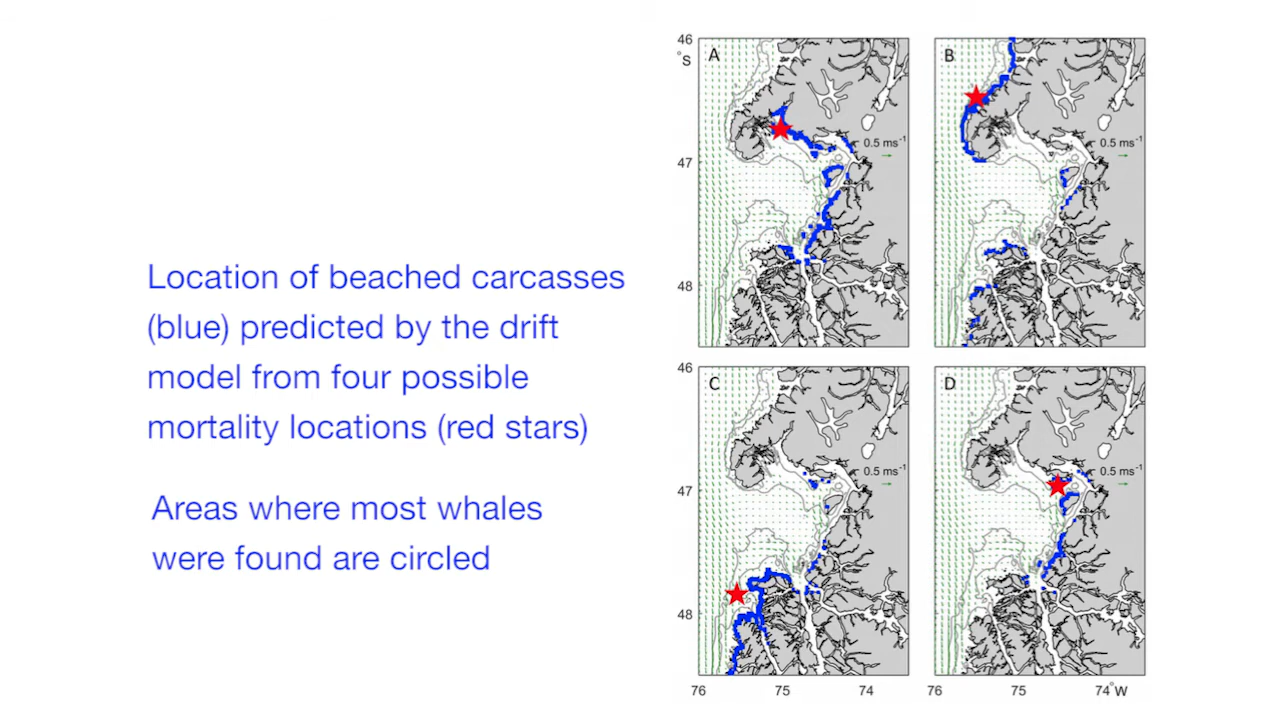 Location of beached carcasses
(blue) predicted by the drift
model from four possible
mortality locations (red stars)
Areas where most whales
were found are circled
46
°S
47
48
A
0.5 ms-1
B
0.5 ms-1
46
47
48
C
0.5 ms-1
D
0.5 ms-1
76 75 74
76 75 74°W